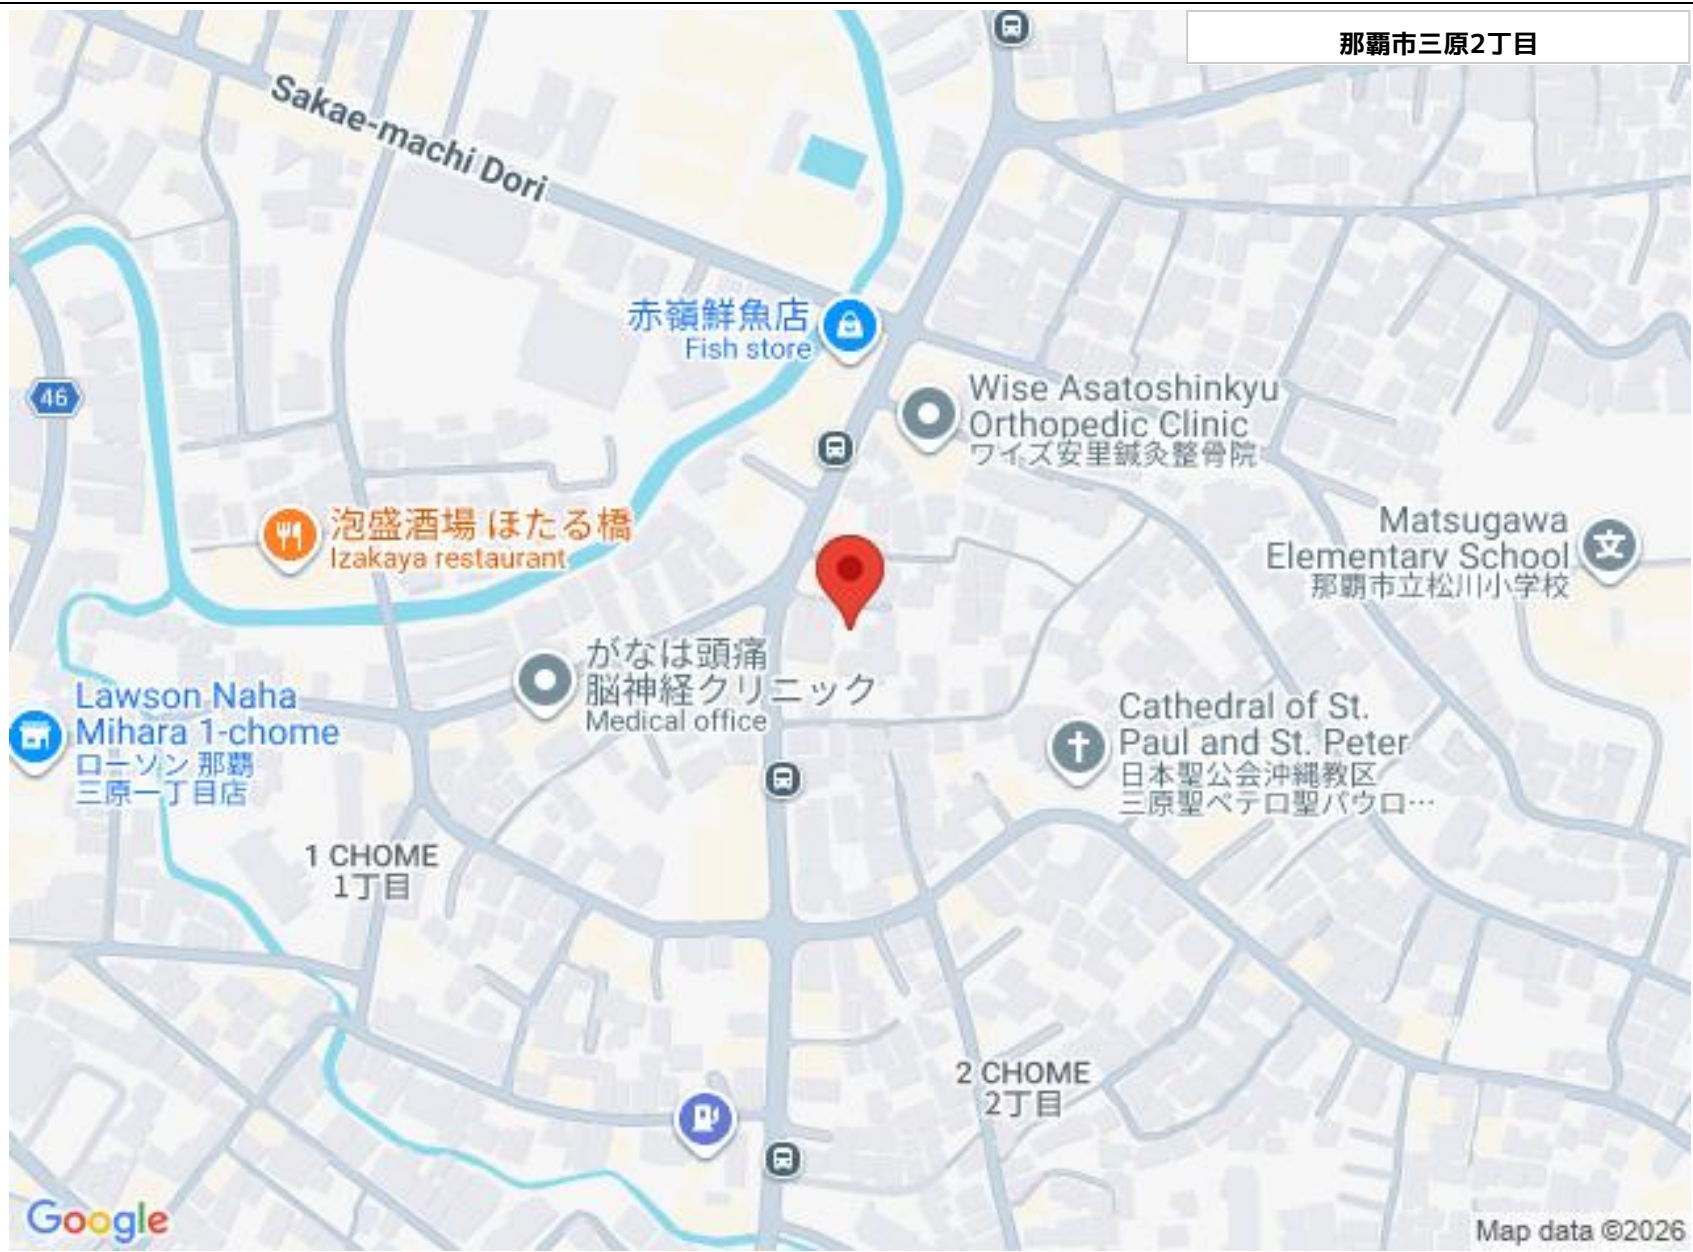 那覇市三原2丁目
Sakae-machi Dori
赤嶺鮮魚店
Fish store
46
Wise Asatoshinkyu
Orthopedic Clinic
ワイズ安里鍼灸整骨院
泡盛酒場 ほたる橋
Izakaya restaurant
Matsugawa
Elementary School
那覇市立松川小学校
文
がなは頭痛
脳神経クリニック
Medical office
Lawson Naha
Mihara 1-chome
ローソン 那覇
三原一丁目店
Cathedral of St.
Paul and St. Peter
日本聖公会沖縄教区
三原聖ペテロ聖パウロ…
1 CHOME
1丁目
2 CHOME
2丁目
Google
Map data ©2026